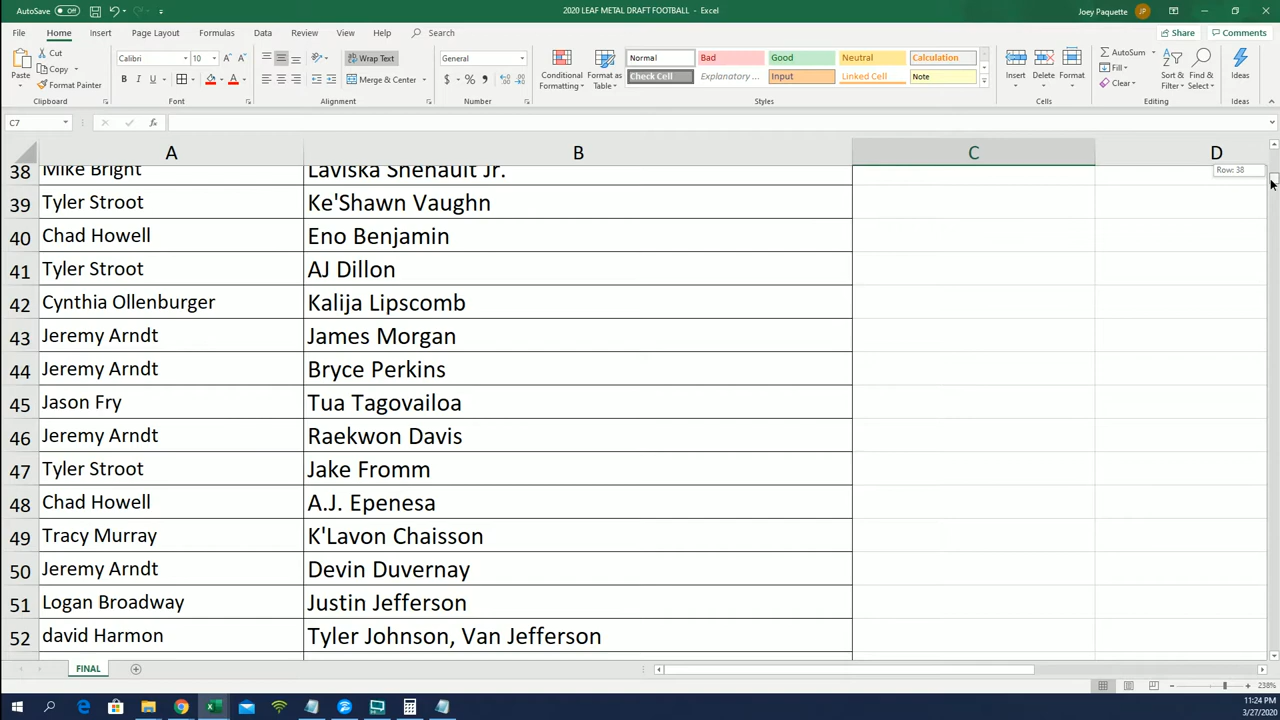 AutoSave Off 2020 LEAF METAL DRAFT FOOTBALL - Excel Joey Paquette JP
File Home Insert Page Layout Formulas Data Review View Help Search Share Comments
Paste Cut Copy Format Painter Clipboard
Calibri 10 B I U A Font
Wrap Text Merge & Center Alignment
General $ % , Number
Conditional Formatting Format as Table
Normal Bad Good Neutral Calculation
Check Cell Explanatory ... Input Linked Cell Note
Styles
Insert Delete Format Cells
AutoSum Fill Clear Sort & Filter Find & Select Editing
Ideas Ideas
C7 fx
A B C D
38 Mike Bright Laviska Shenault Jr. Row: 38
39 Tyler Stroot Ke'Shawn Vaughn
40 Chad Howell Eno Benjamin
41 Tyler Stroot AJ Dillon
42 Cynthia Ollenburger Kalija Lipscomb
43 Jeremy Arndt James Morgan
44 Jeremy Arndt Bryce Perkins
45 Jason Fry Tua Tagovailoa
46 Jeremy Arndt Raekwon Davis
47 Tyler Stroot Jake Fromm
48 Chad Howell A.J. Epenesa
49 Tracy Murray K'Lavon Chaisson
50 Jeremy Arndt Devin Duvernay
51 Logan Broadway Justin Jefferson
52 david Harmon Tyler Johnson, Van Jefferson
FINAL
238%
11:24 PM
3/27/2020